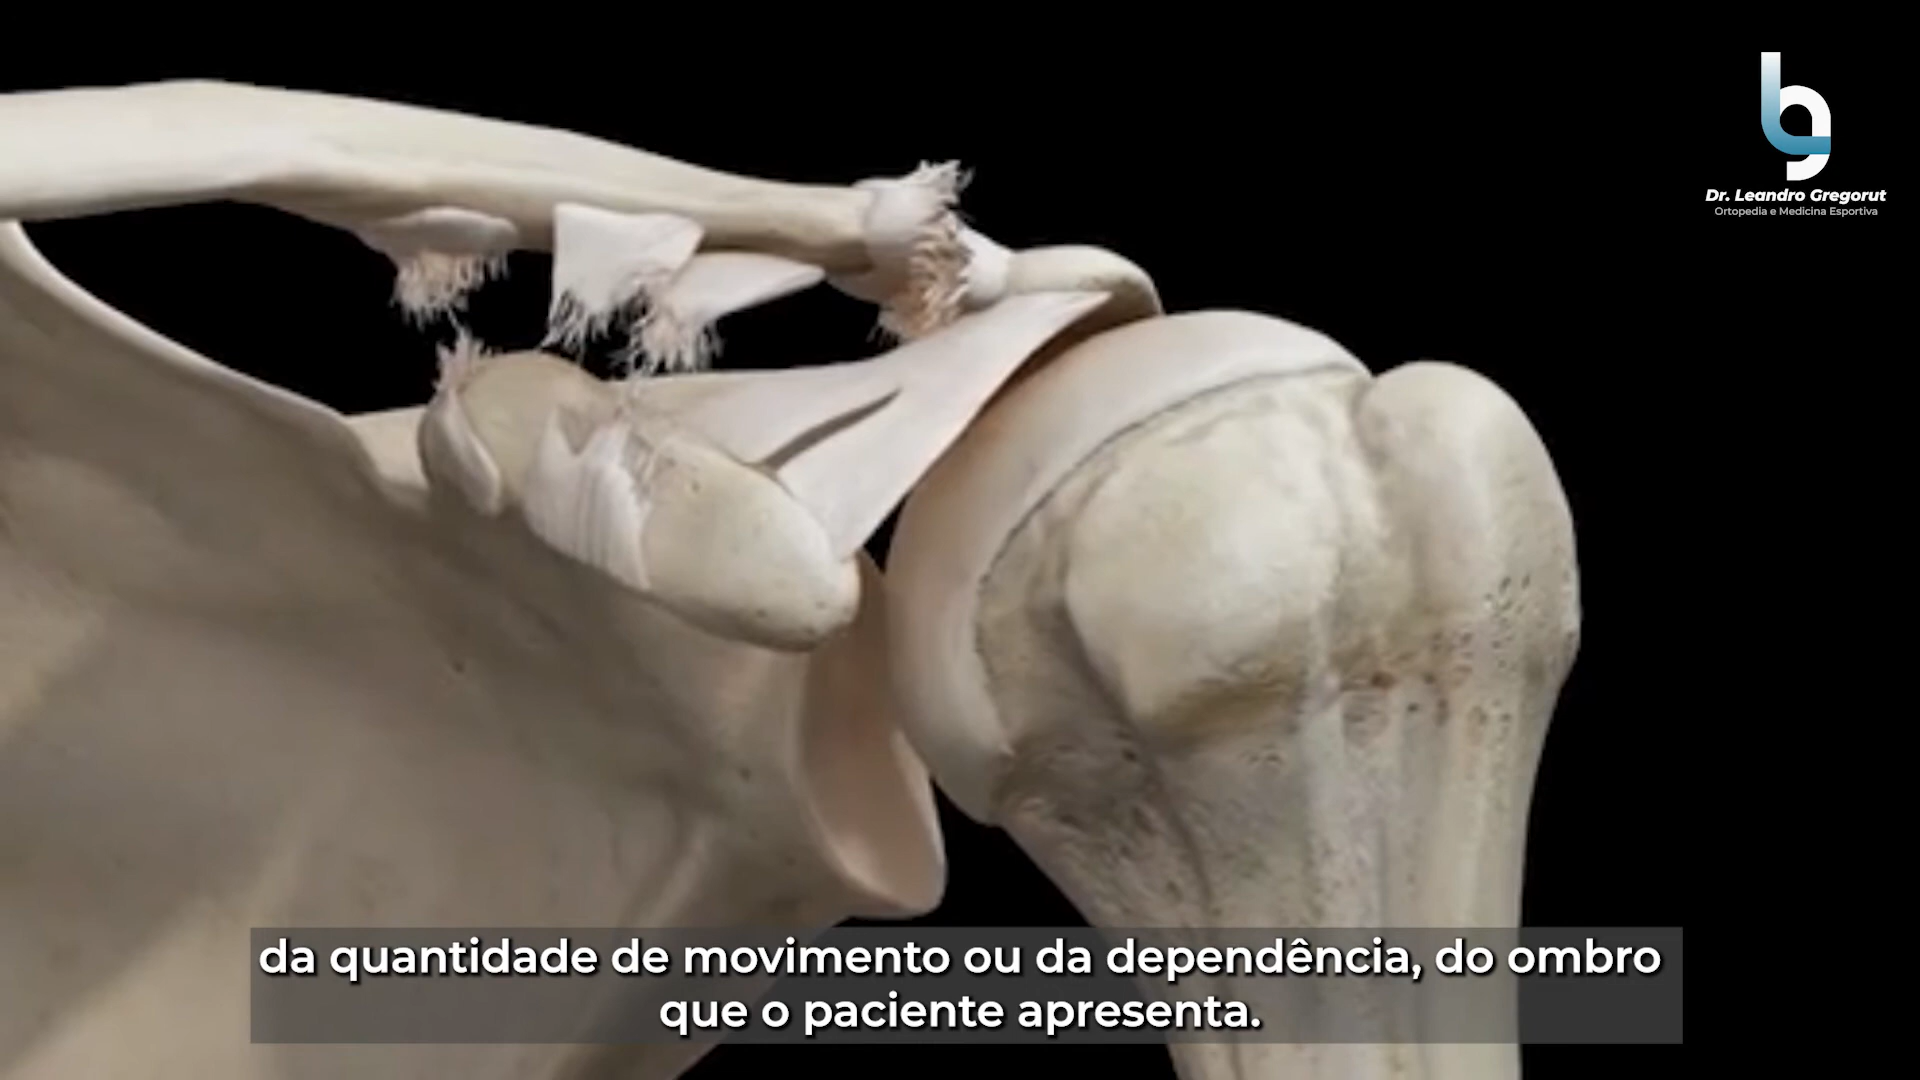 Dr. Leandro Gregorut
Ortopedia e Medicina Esportiva
da quantidade de movimento ou da dependência, do ombro
que o paciente apresenta.